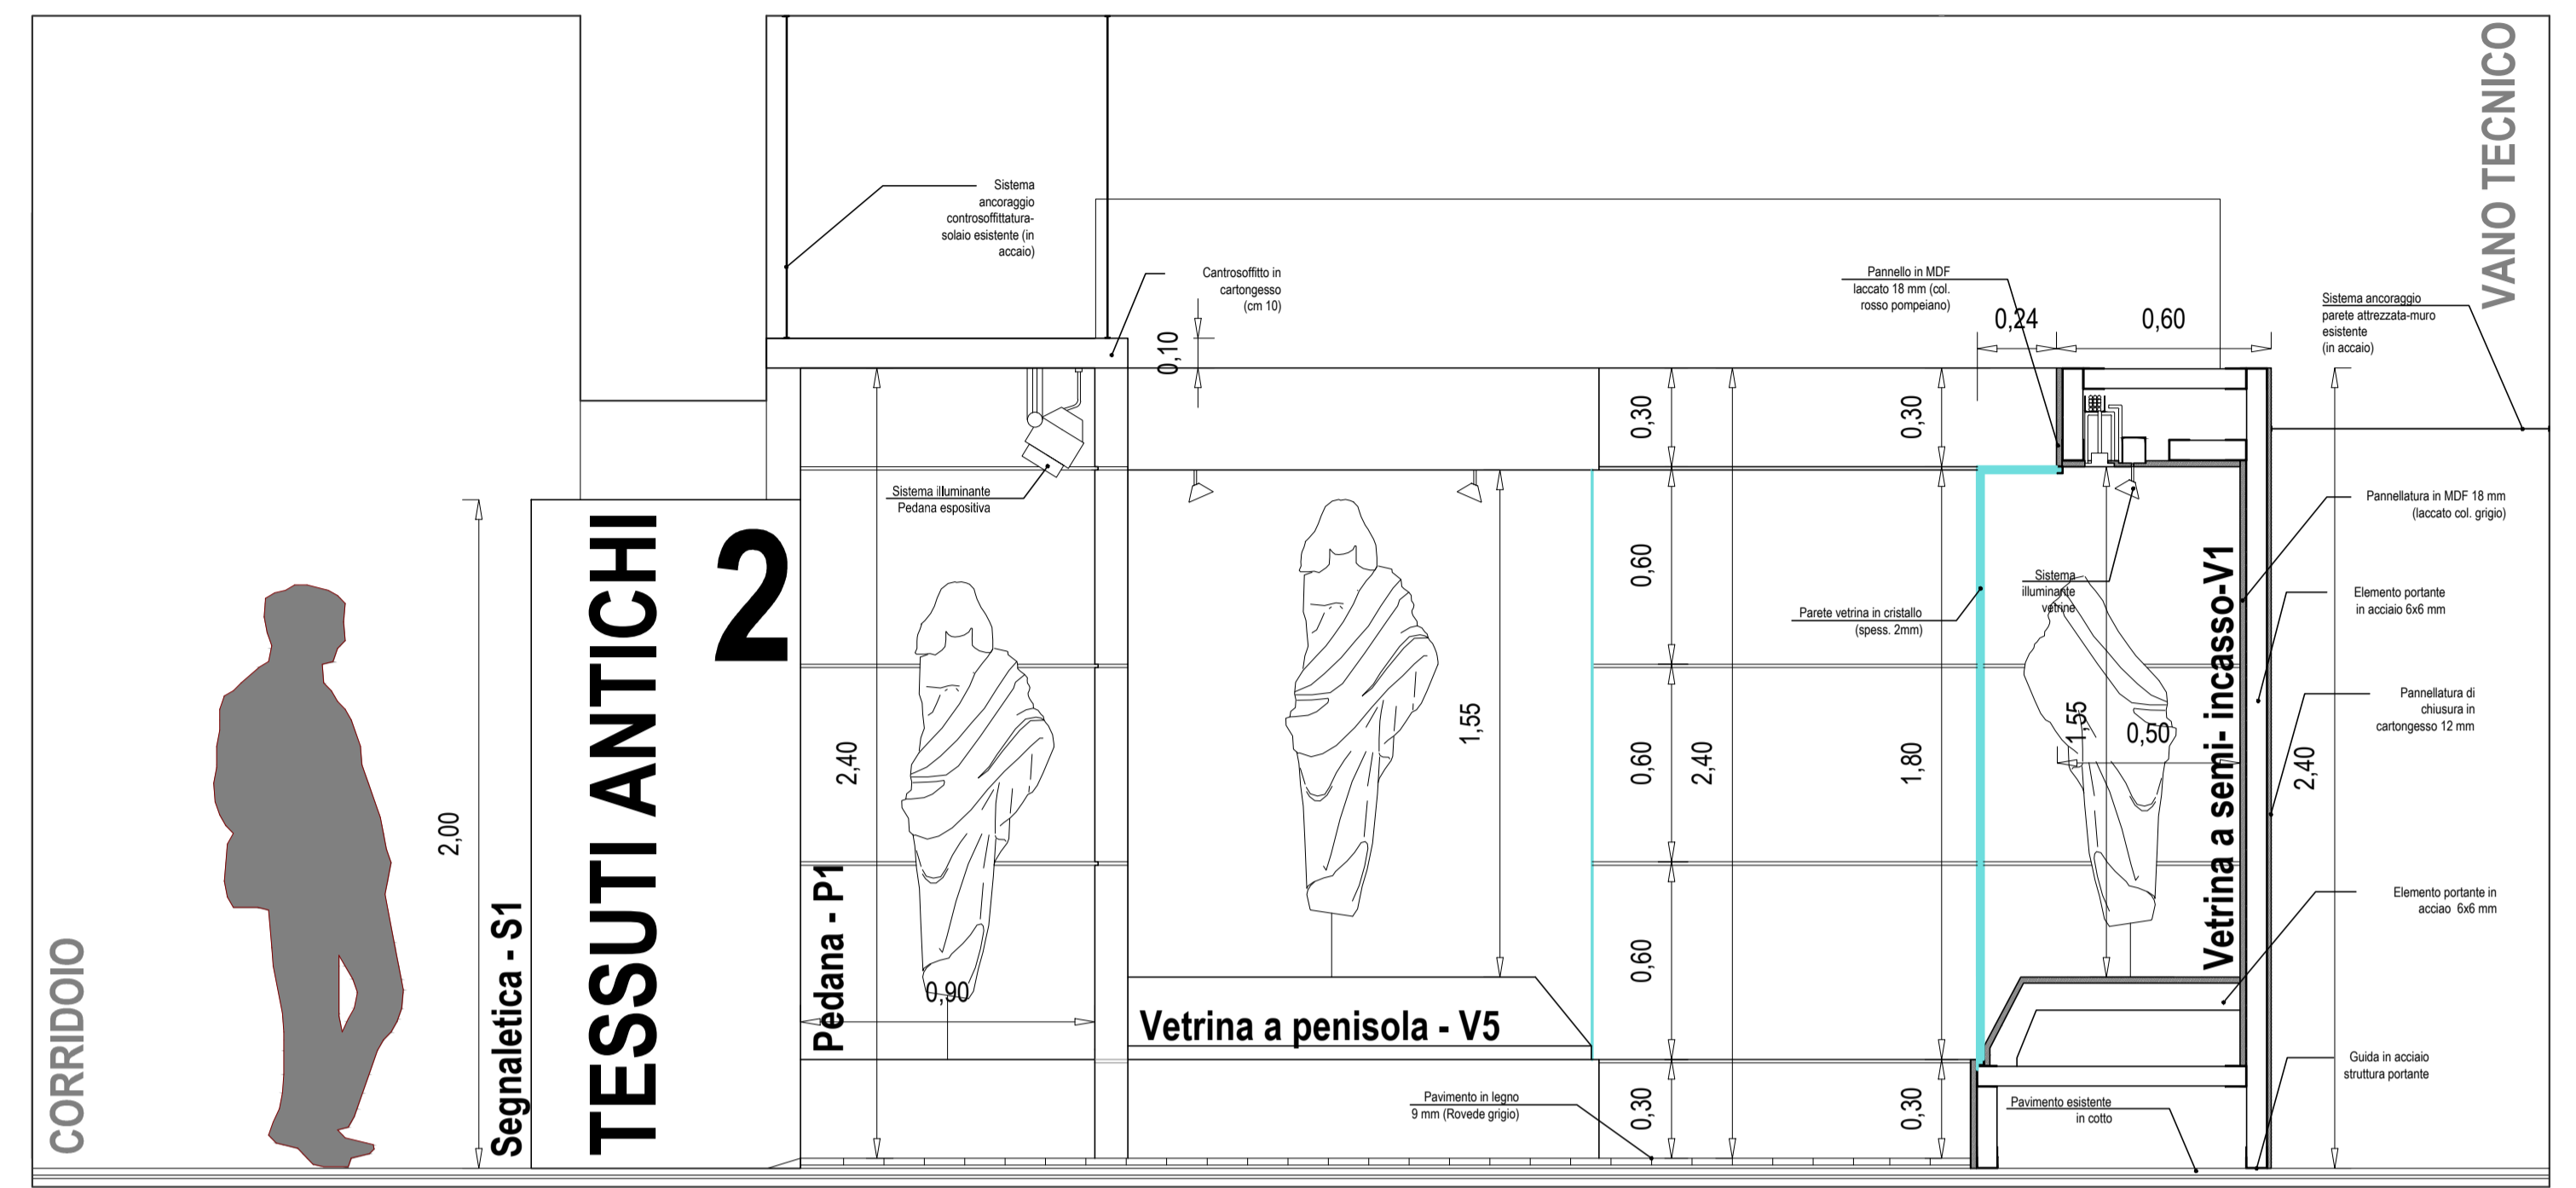 CORRIDOIO
2,00
Segnaletica - S1
TESSUTI ANTICHI
2
Sistema
ancoraggio
controsoffittatura-
solaio esistente (in
accaio)
Cantrosoffitto in
cartongesso
(cm 10)
0,10
Sistema illuminante
Pedana espositiva
2,40
Pedana - P1
0,90
1,55
Vetrina a penisola - V5
Pavimento in legno
9 mm (Rovede grigio)
0,30
0,60
0,60
0,60
0,30
2,40
0,30
1,80
0,30
Pannello in MDF
laccato 18 mm (col.
rosso pompeiano)
0,24
0,60
Parete vetrina in cristallo
(spess. 2mm)
Sistema
illuminante
vetrine
1,55
0,50
Vetrina a semi- incasso-V1
2,40
VANO TECNICO
Sistema ancoraggio
parete attrezzata-muro
esistente
(in accaio)
Pannellatura in MDF 18 mm
(laccato col. grigio)
Elemento portante
in acciaio 6x6 mm
Pannellatura di
chiusura in
cartongesso 12 mm
Elemento portante in
acciao 6x6 mm
Guida in acciaio
struttura portante
Pavimento esistente
in cotto